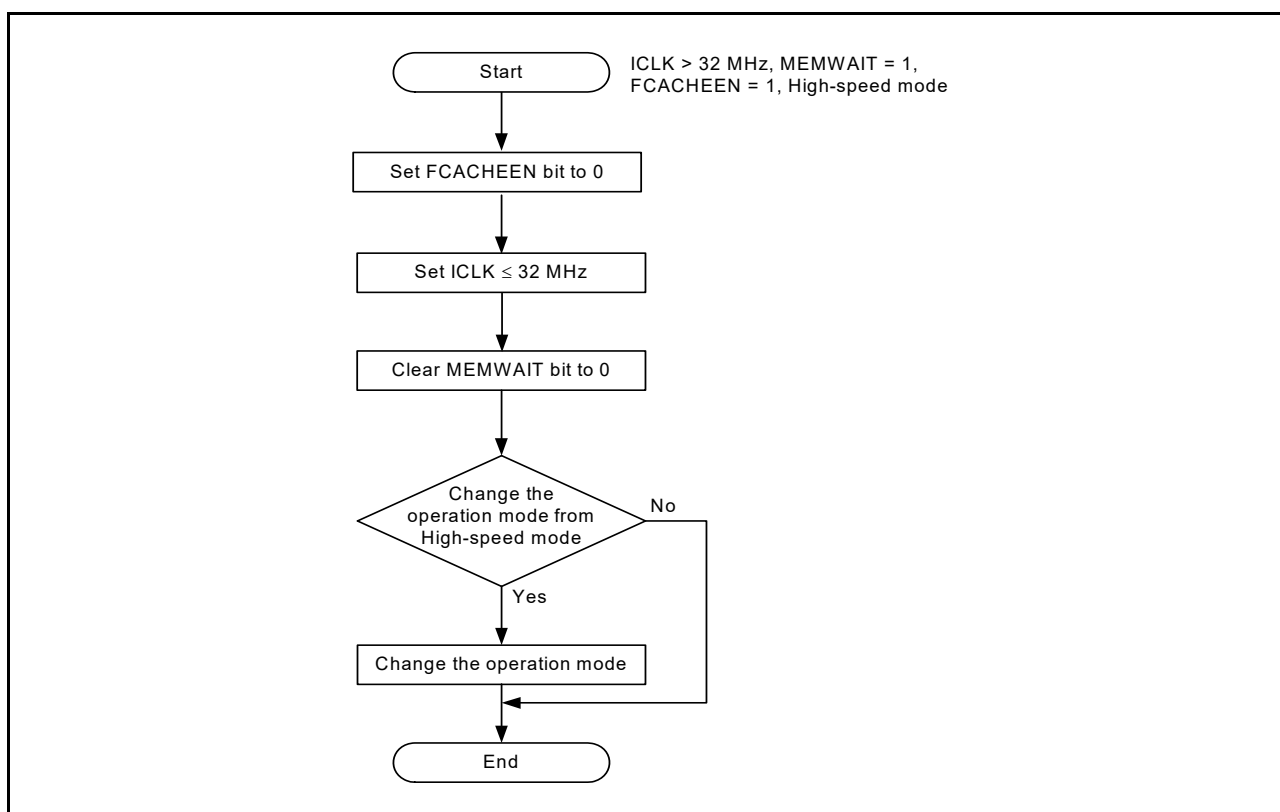 Start
ICLK > 32 MHz, MEMWAIT = 1,
FCACHEEN = 1, High-speed mode
Set FCACHEEN bit to 0
Set ICLK ≤ 32 MHz
Clear MEMWAIT bit to 0
Change the
operation mode from
High-speed mode
No
Yes
Change the operation mode
End